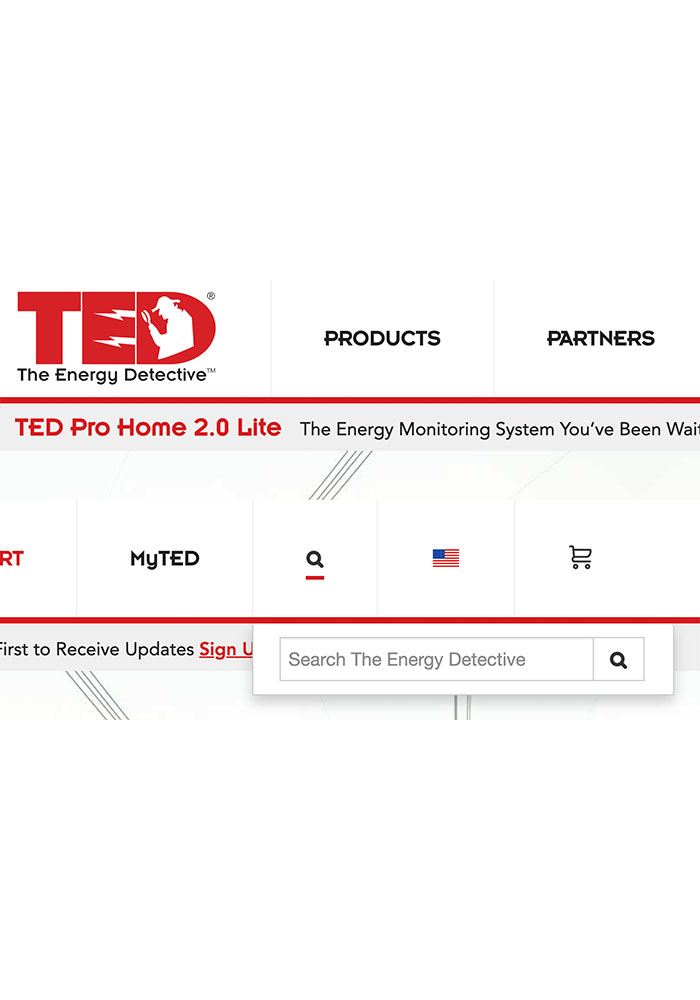 TED®
The Energy Detective™
PRODUCTS
PARTNERS
TED Pro Home 2.0 Lite The Energy Monitoring System You've Been Wait
RT
MyTED
First to Receive Updates Sign U
Search The Energy Detective